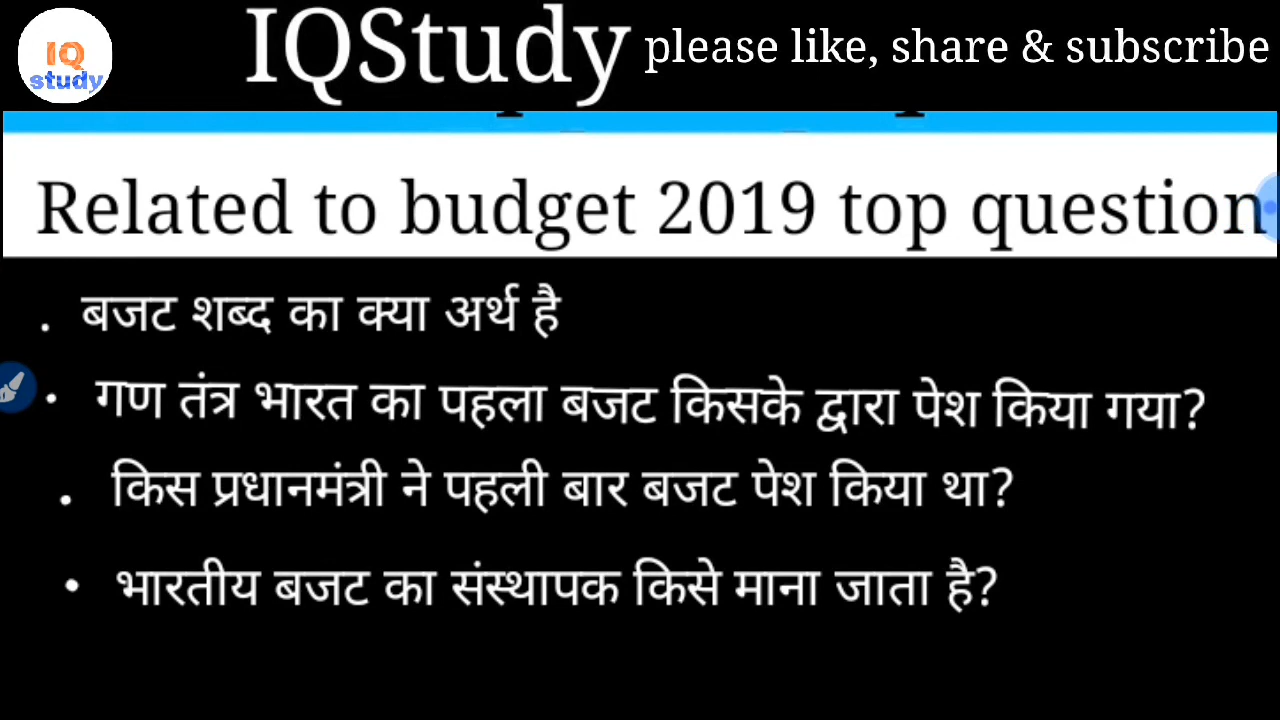 IQ
study
IQStudy please like, share & subscribe
Related to budget 2019 top question
. बजट शब्द का क्या अर्थ है
· गण तंत्र भारत का पहला बजट किसके द्वारा पेश किया गया?
. किस प्रधानमंत्री ने पहली बार बजट पेश किया था?
· भारतीय बजट का संस्थापक किसे माना जाता है?